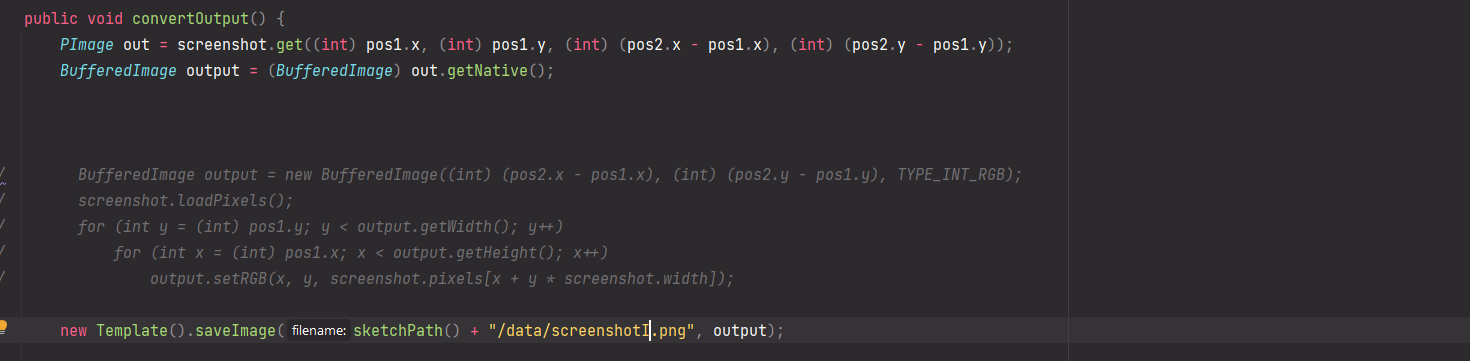 public void convertOutput() {
PImage out = screenshot.get((int) pos1.x, (int) pos1.y, (int) (pos2.x - pos1.x), (int) (pos2.y - pos1.y));
BufferedImage output = (BufferedImage) out.getNative();
/ BufferedImage output = new BufferedImage((int) (pos2.x - pos1.x), (int) (pos2.y - pos1.y), TYPE_INT_RGB);
/ screenshot.loadPixels();
/ for (int y = (int) pos1.y; y < output.getWidth(); y++)
/ for (int x = (int) pos1.x; x < output.getHeight(); x++)
/ output.setRGB(x, y, screenshot.pixels[x + y * screenshot.width]);
new Template().saveImage( filename: sketchPath() + "/data/screenshotI.png", output);